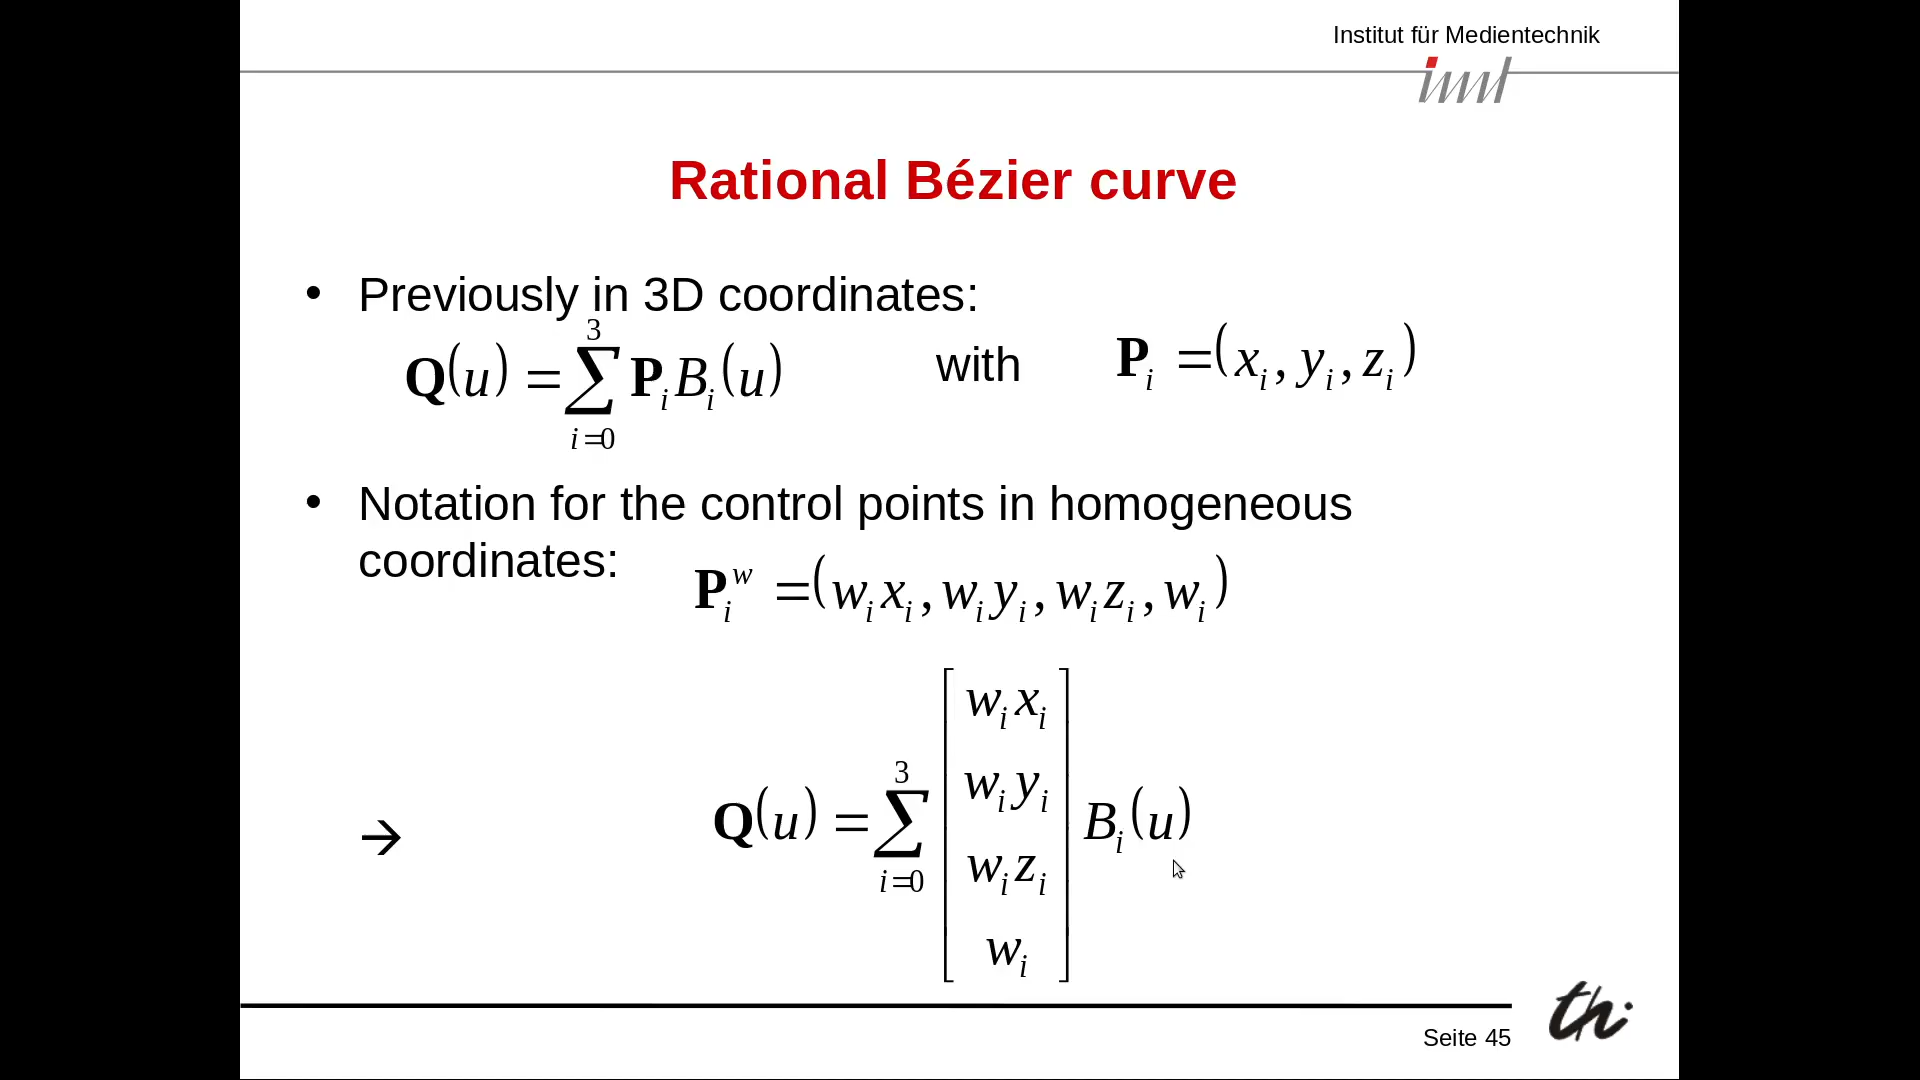 Institut für Medientechnik
imt
Rational Bézier curve
• Previously in 3D coordinates:
Q(u) = ∑_{i=0}^{3} P_i B_i(u) with P_i = (x_i, y_i, z_i)
• Notation for the control points in homogeneous
coordinates: P_i^w = (w_i x_i, w_i y_i, w_i z_i, w_i)
→ Q(u) = ∑_{i=0}^{3} [w_i x_i; w_i y_i; w_i z_i; w_i] B_i(u)
th
Seite 45